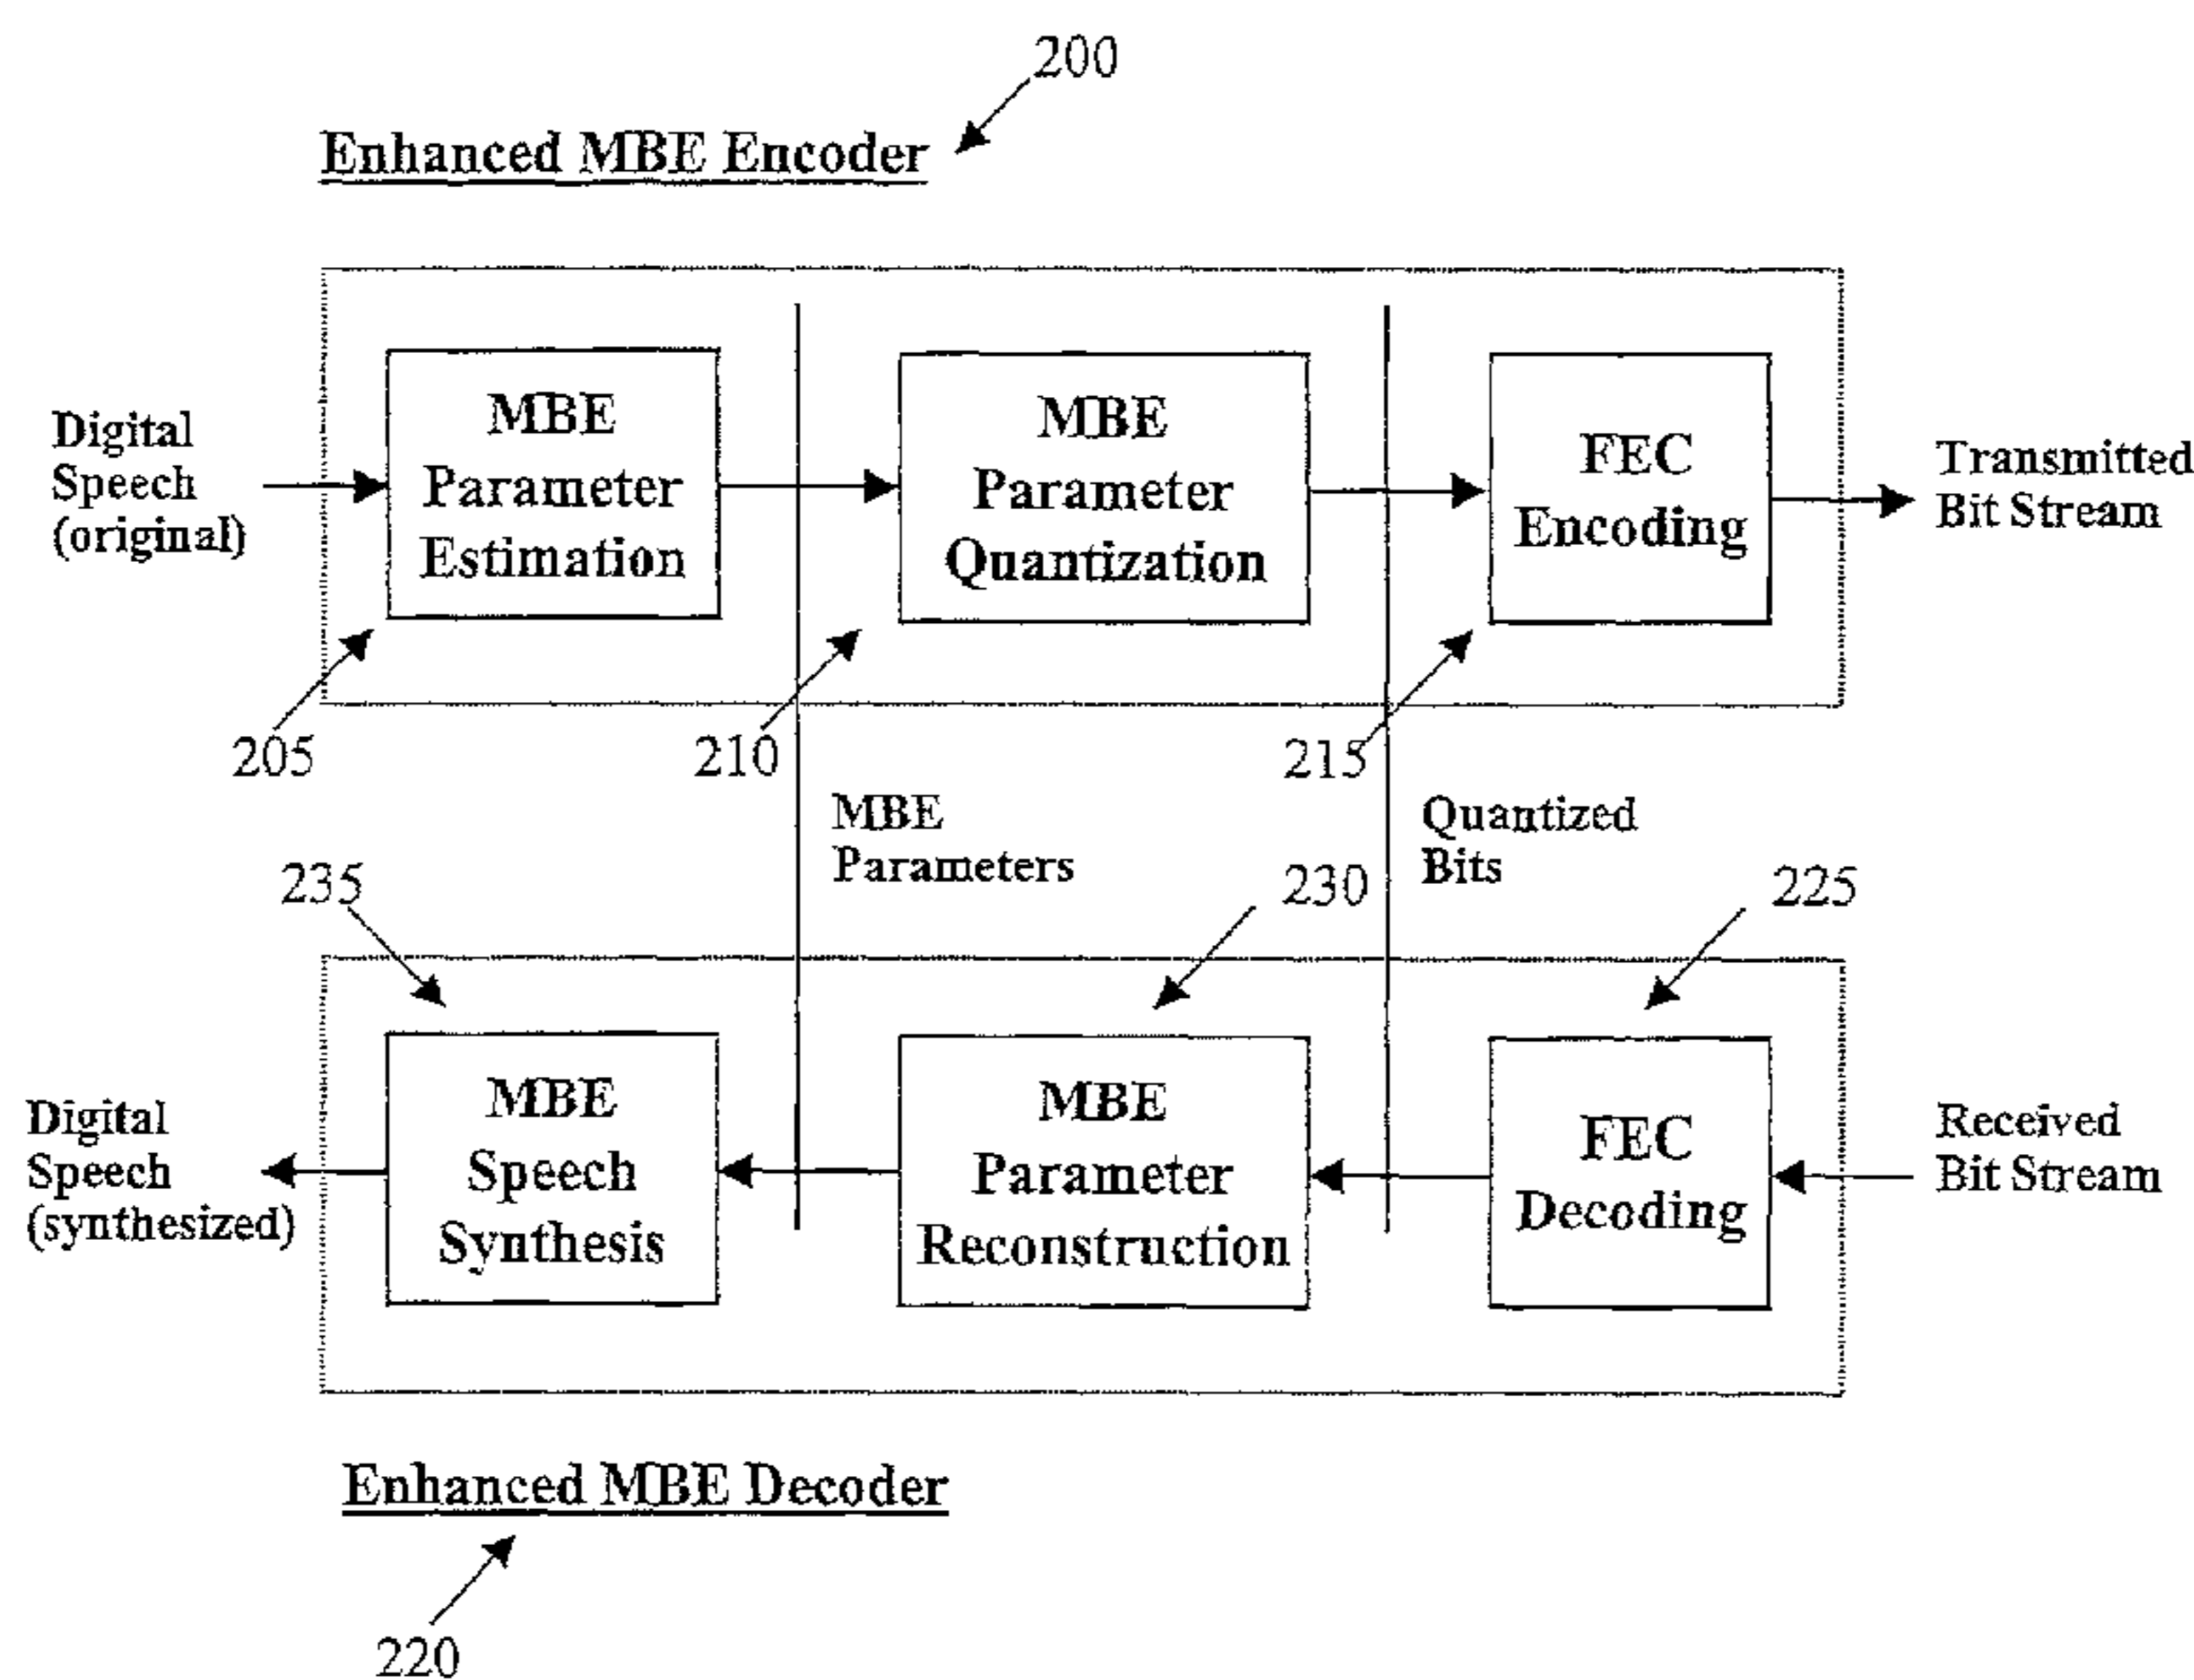 200
Enhanced MBE Encoder
Digital
Speech
(original)
MBE
Parameter
Estimation
MBE
Parameter
Quantization
FEC
Encoding
Transmitted
Bit Stream
205
210
215
MBE
Parameters
Quantized
Bits
235
230
225
Digital
Speech
(synthesized)
MBE
Speech
Synthesis
MBE
Parameter
Reconstruction
FEC
Decoding
Received
Bit Stream
Enhanced MBE Decoder
220